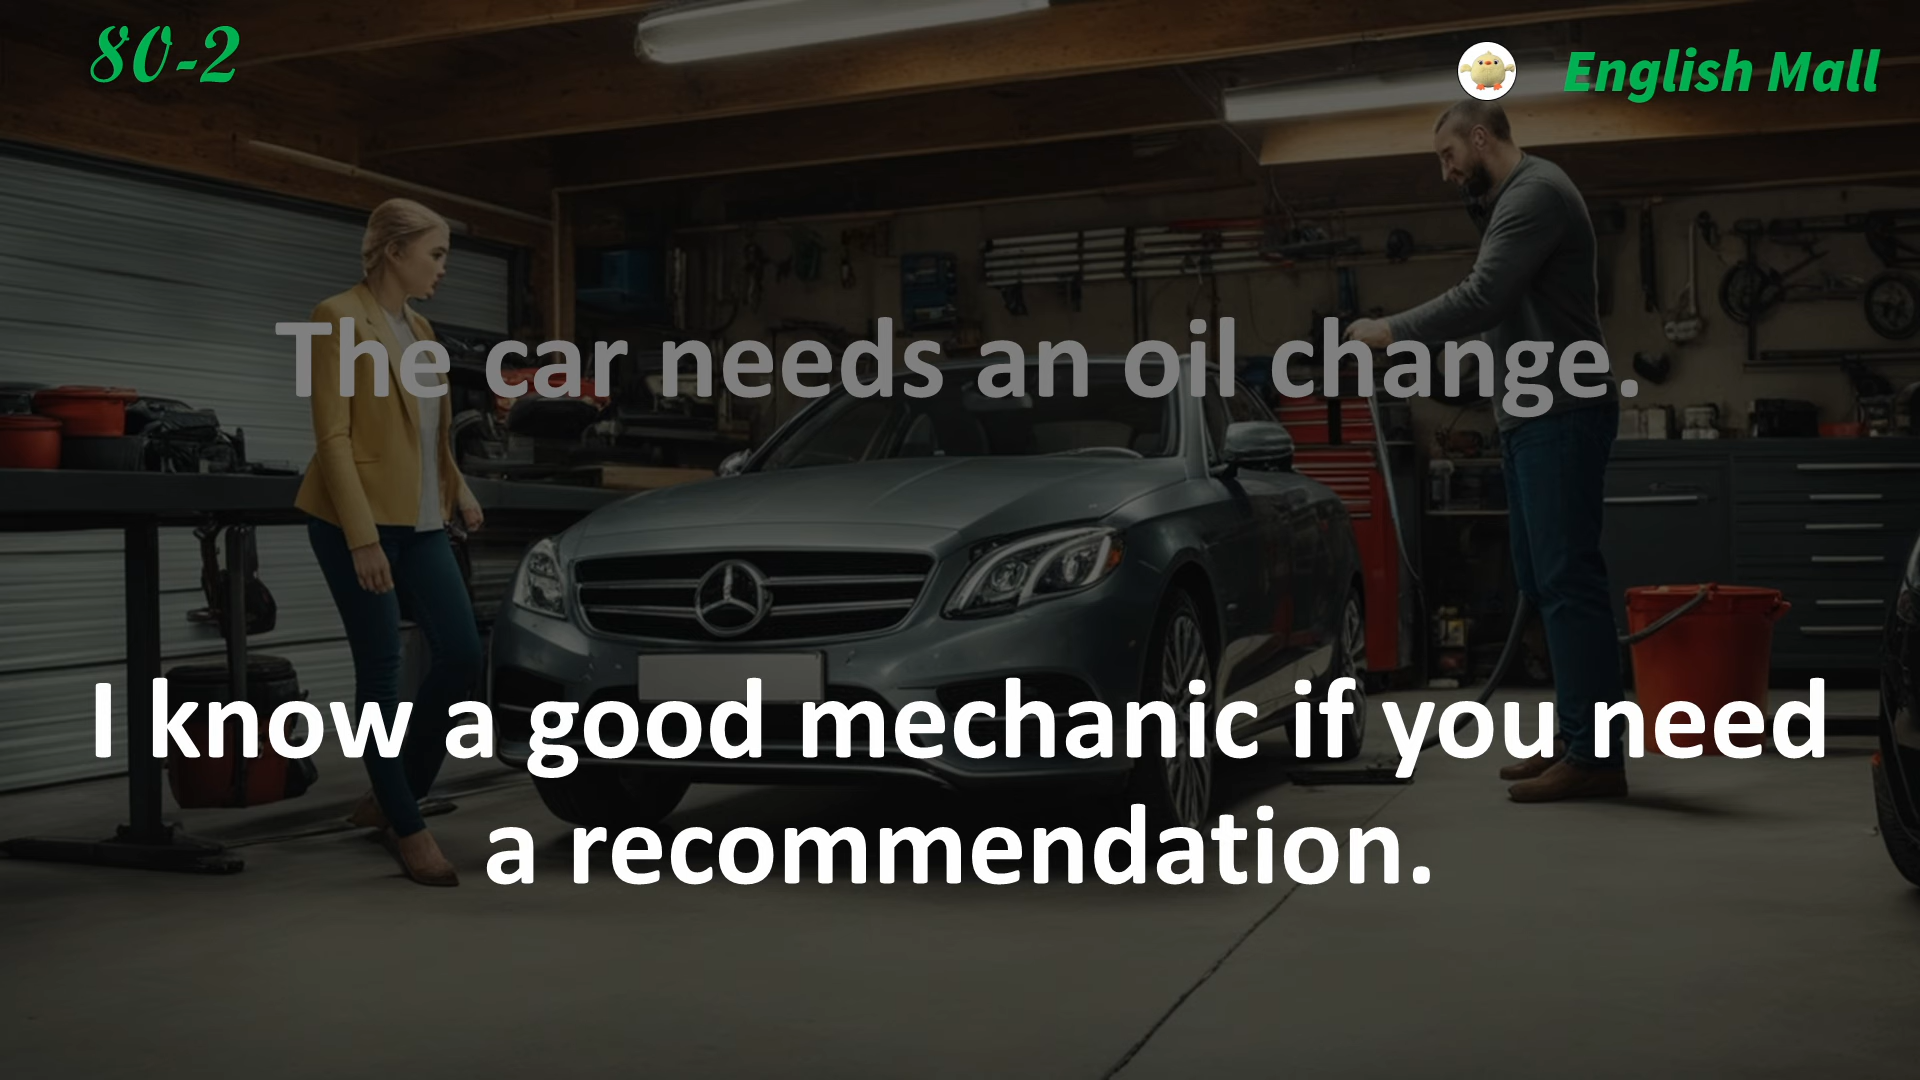 80-2
English Mall
The car needs an oil change.
I know a good mechanic if you need
a recommendation.